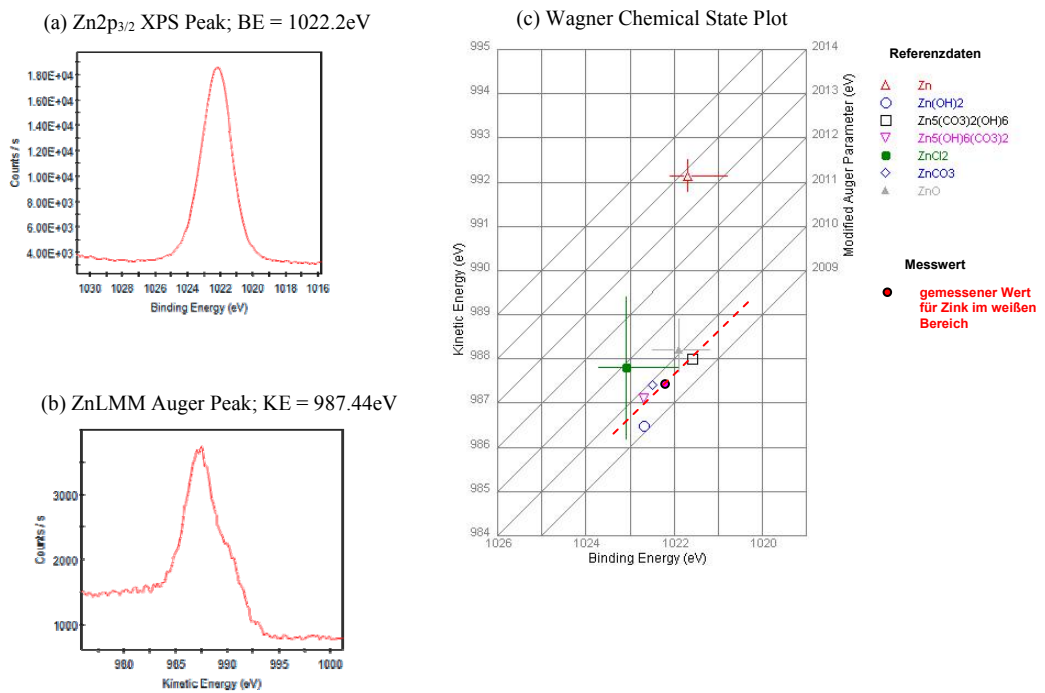 (a) Zn2p3/2 XPS Peak; BE = 1022.2eV
1.80E+04
1.60E+04
1.40E+04
1.20E+04
1.00E+04
8.00E+03
6.00E+03
4.00E+03
Counts / s
1030 1028 1026 1024 1022 1020 1018 1016
Binding Energy (eV)
(b) ZnLMM Auger Peak; KE = 987.44eV
3000
2000
1000
Counts / s
980 985 990 995 1000
Kinetic Energy (eV)
(c) Wagner Chemical State Plot
995
994
993
992
991
990
989
988
987
986
985
984
Kinetic Energy (eV)
1026 1024 1022 1020
Binding Energy (eV)
2014
2013
2012
2011
2010
2009
Modified Auger Parameter (eV)
Referenzdaten
Zn
Zn(OH)2
Zn5(CO3)2(OH)6
Zn5(OH)6(CO3)2
ZnCl2
ZnCO3
ZnO
Messwert
gemessener Wert
für Zink im weißen
Bereich